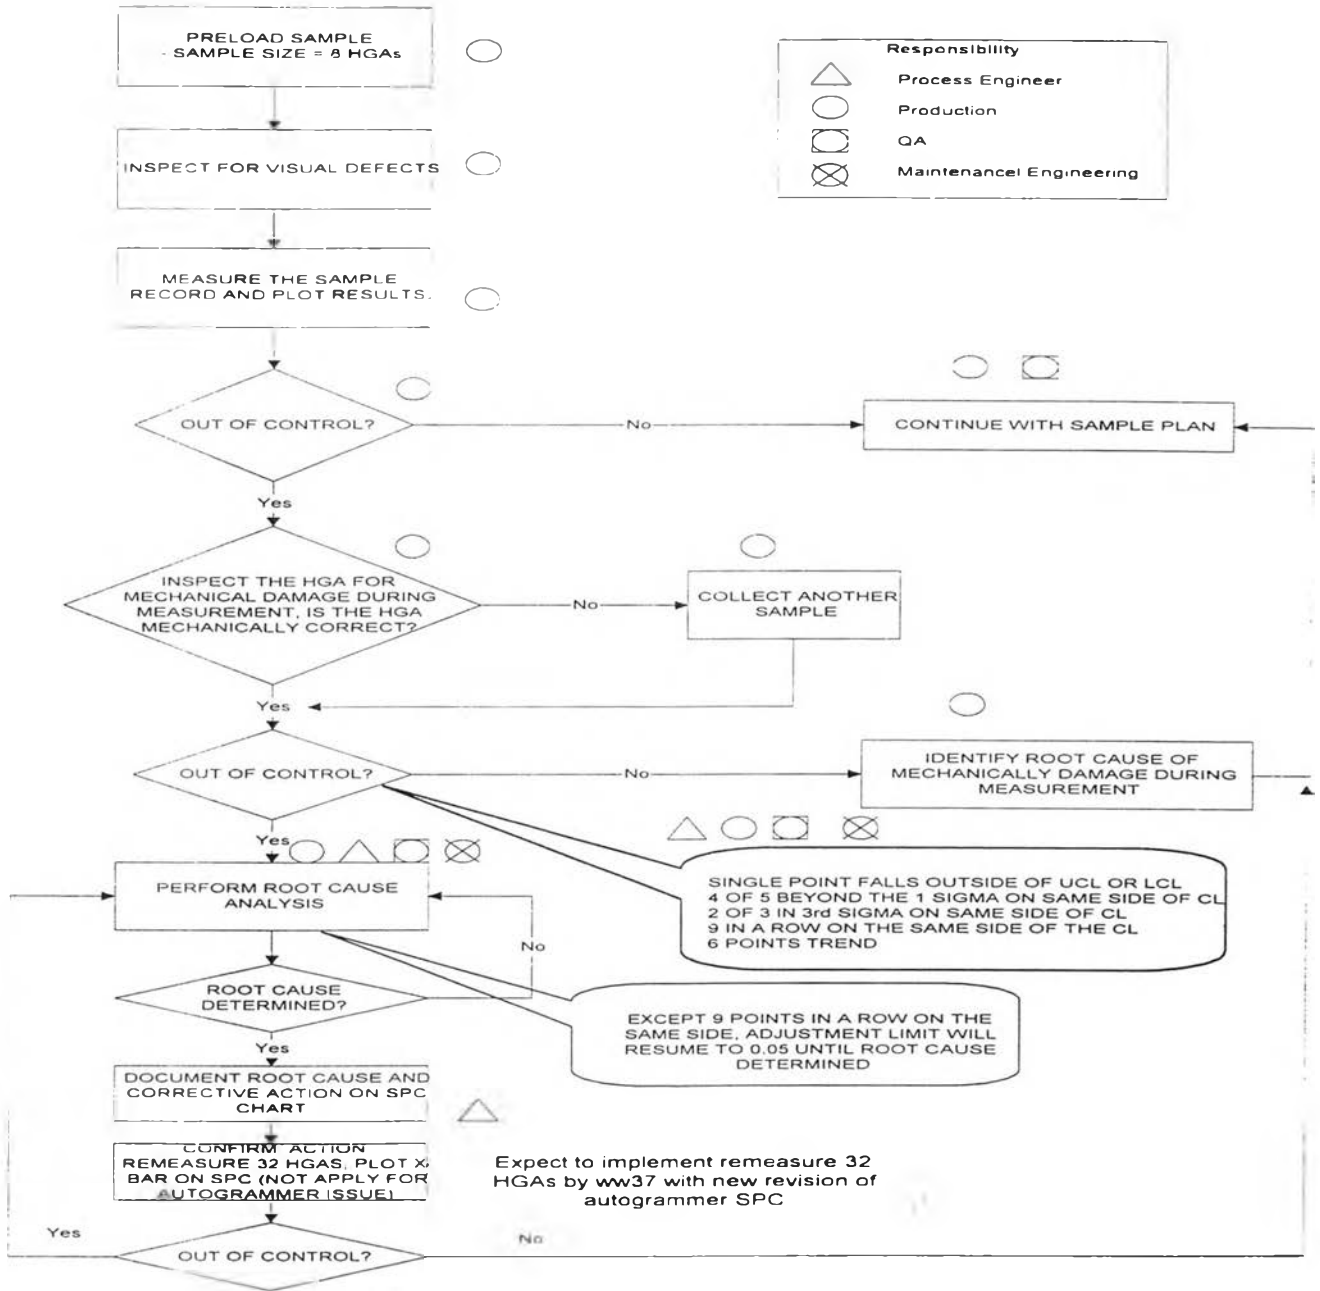 PRELOAD SAMPLE
- SAMPLE SIZE = 8 HGAs
Responsibility
Process Engineer
Production
QA
Maintancel Engineering
INSPECT FOR VISUAL DEFECTS
MEASURE THE SAMPLE
RECORD AND PLOT RESULTS.
OUT OF CONTROL?
No
CONTINUE WITH SAMPLE PLAN
Yes
INSPECT THE HGA FOR
MECHANICAL DAMAGE DURING
MEASUREMENT, IS THE HGA
MECHANICALLY CORRECT?
No
COLLECT ANOTHER
SAMPLE
Yes
OUT OF CONTROL?
No
IDENTIFY ROOT CAUSE OF
MECHANICALLY DAMAGE DURING
MEASUREMENT
Yes
PERFORM ROOT CAUSE
ANALYSIS
SINGLE POINT FALLS OUTSIDE OF UCL OR LCL
4 OF 5 BEYOND THE 1 SIGMA ON SAME SIDE OF CL
2 OF 3 IN 3rd SIGMA ON SAME SIDE OF CL
9 IN A ROW ON THE SAME SIDE OF THE CL
6 POINTS TREND
No
ROOT CAUSE
DETERMINED?
EXCEPT 9 POINTS IN A ROW ON THE
SAME SIDE, ADJUSTMENT LIMIT WILL
RESUME TO 0.05 UNTIL ROOT CAUSE
DETERMINED
Yes
DOCUMENT ROOT CAUSE AND
CORRECTIVE ACTION ON SPC
CHART
CONFIRM ACTION
REMEASURE 32 HGAS, PLOT X
BAR ON SPC (NOT APPLY FOR
AUTOGRAMMER ISSUE)
Expect to implement remeasure 32
HGAs by ww37 with new revision of
autogrammer SPC
Yes
OUT OF CONTROL?
No